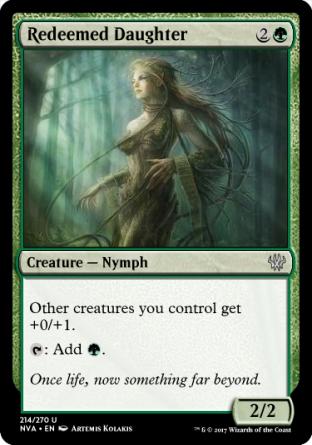 Redeemed Daughter 2
Creature — Nymph
Other creatures you control get
+0/+1.
: Add .
Once life, now something far beyond.
2/2
214/270 U
NVA • EN Artemis Kolakis
™ & © 2017 Wizards of the Coast